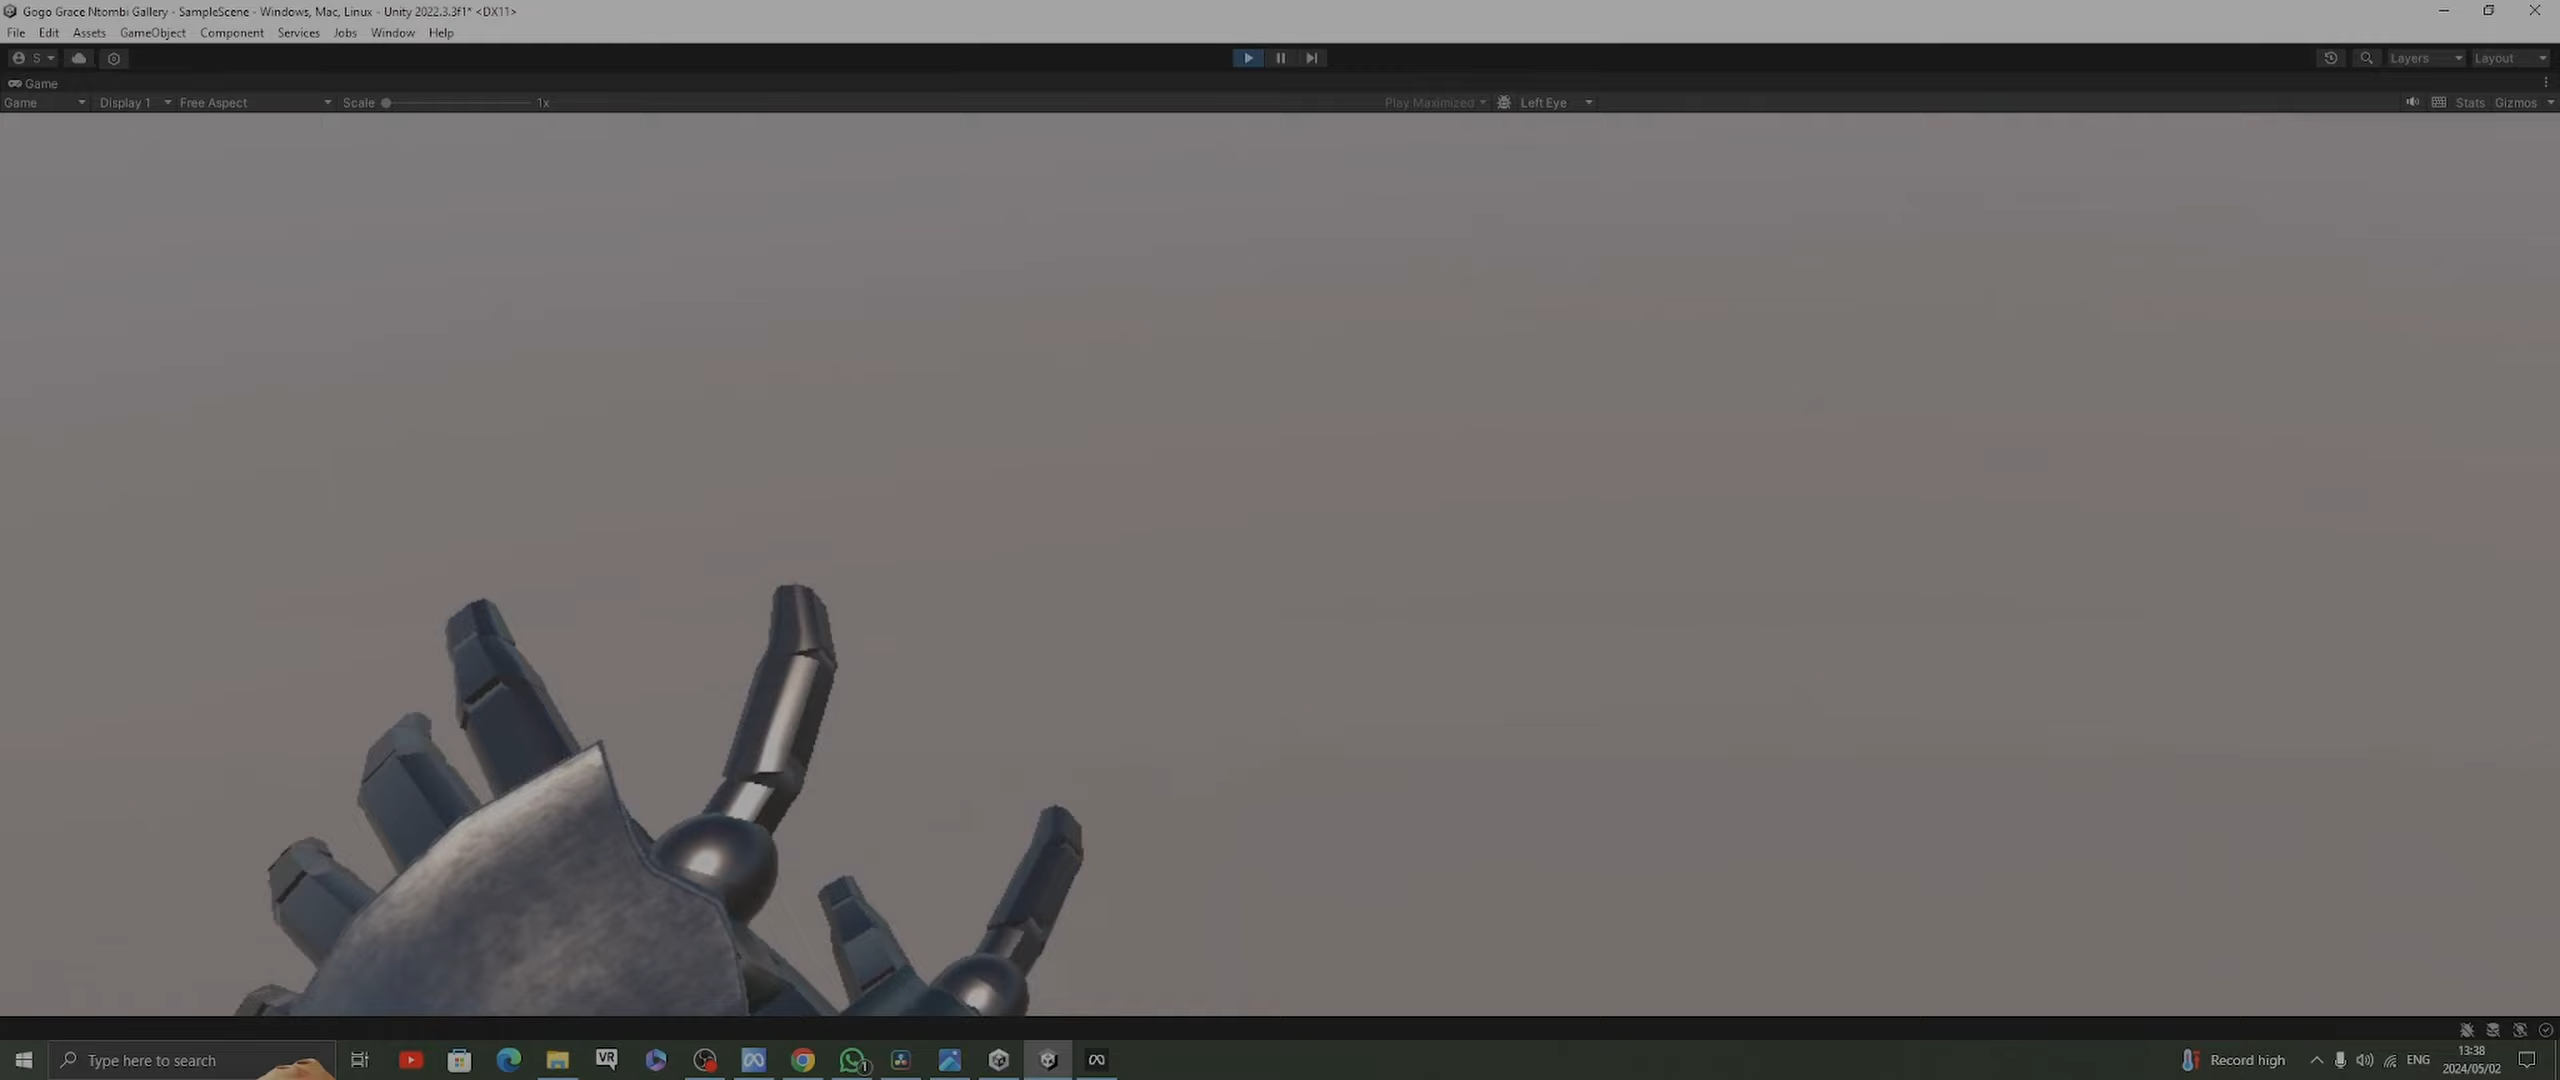 Gogo Grace Ntombi Gallery - SampleScene - Windows, Mac, Linux - Unity 2022.3.3f1* <DX11>
File Edit Assets GameObject Component Services Jobs Window Help
S Layers Layout
Game
Game Display 1 Free Aspect Scale 1x Play Maximized Left Eye Stats Gizmos
Type here to search VR 1 Record high ENG 13:38
2024/05/02